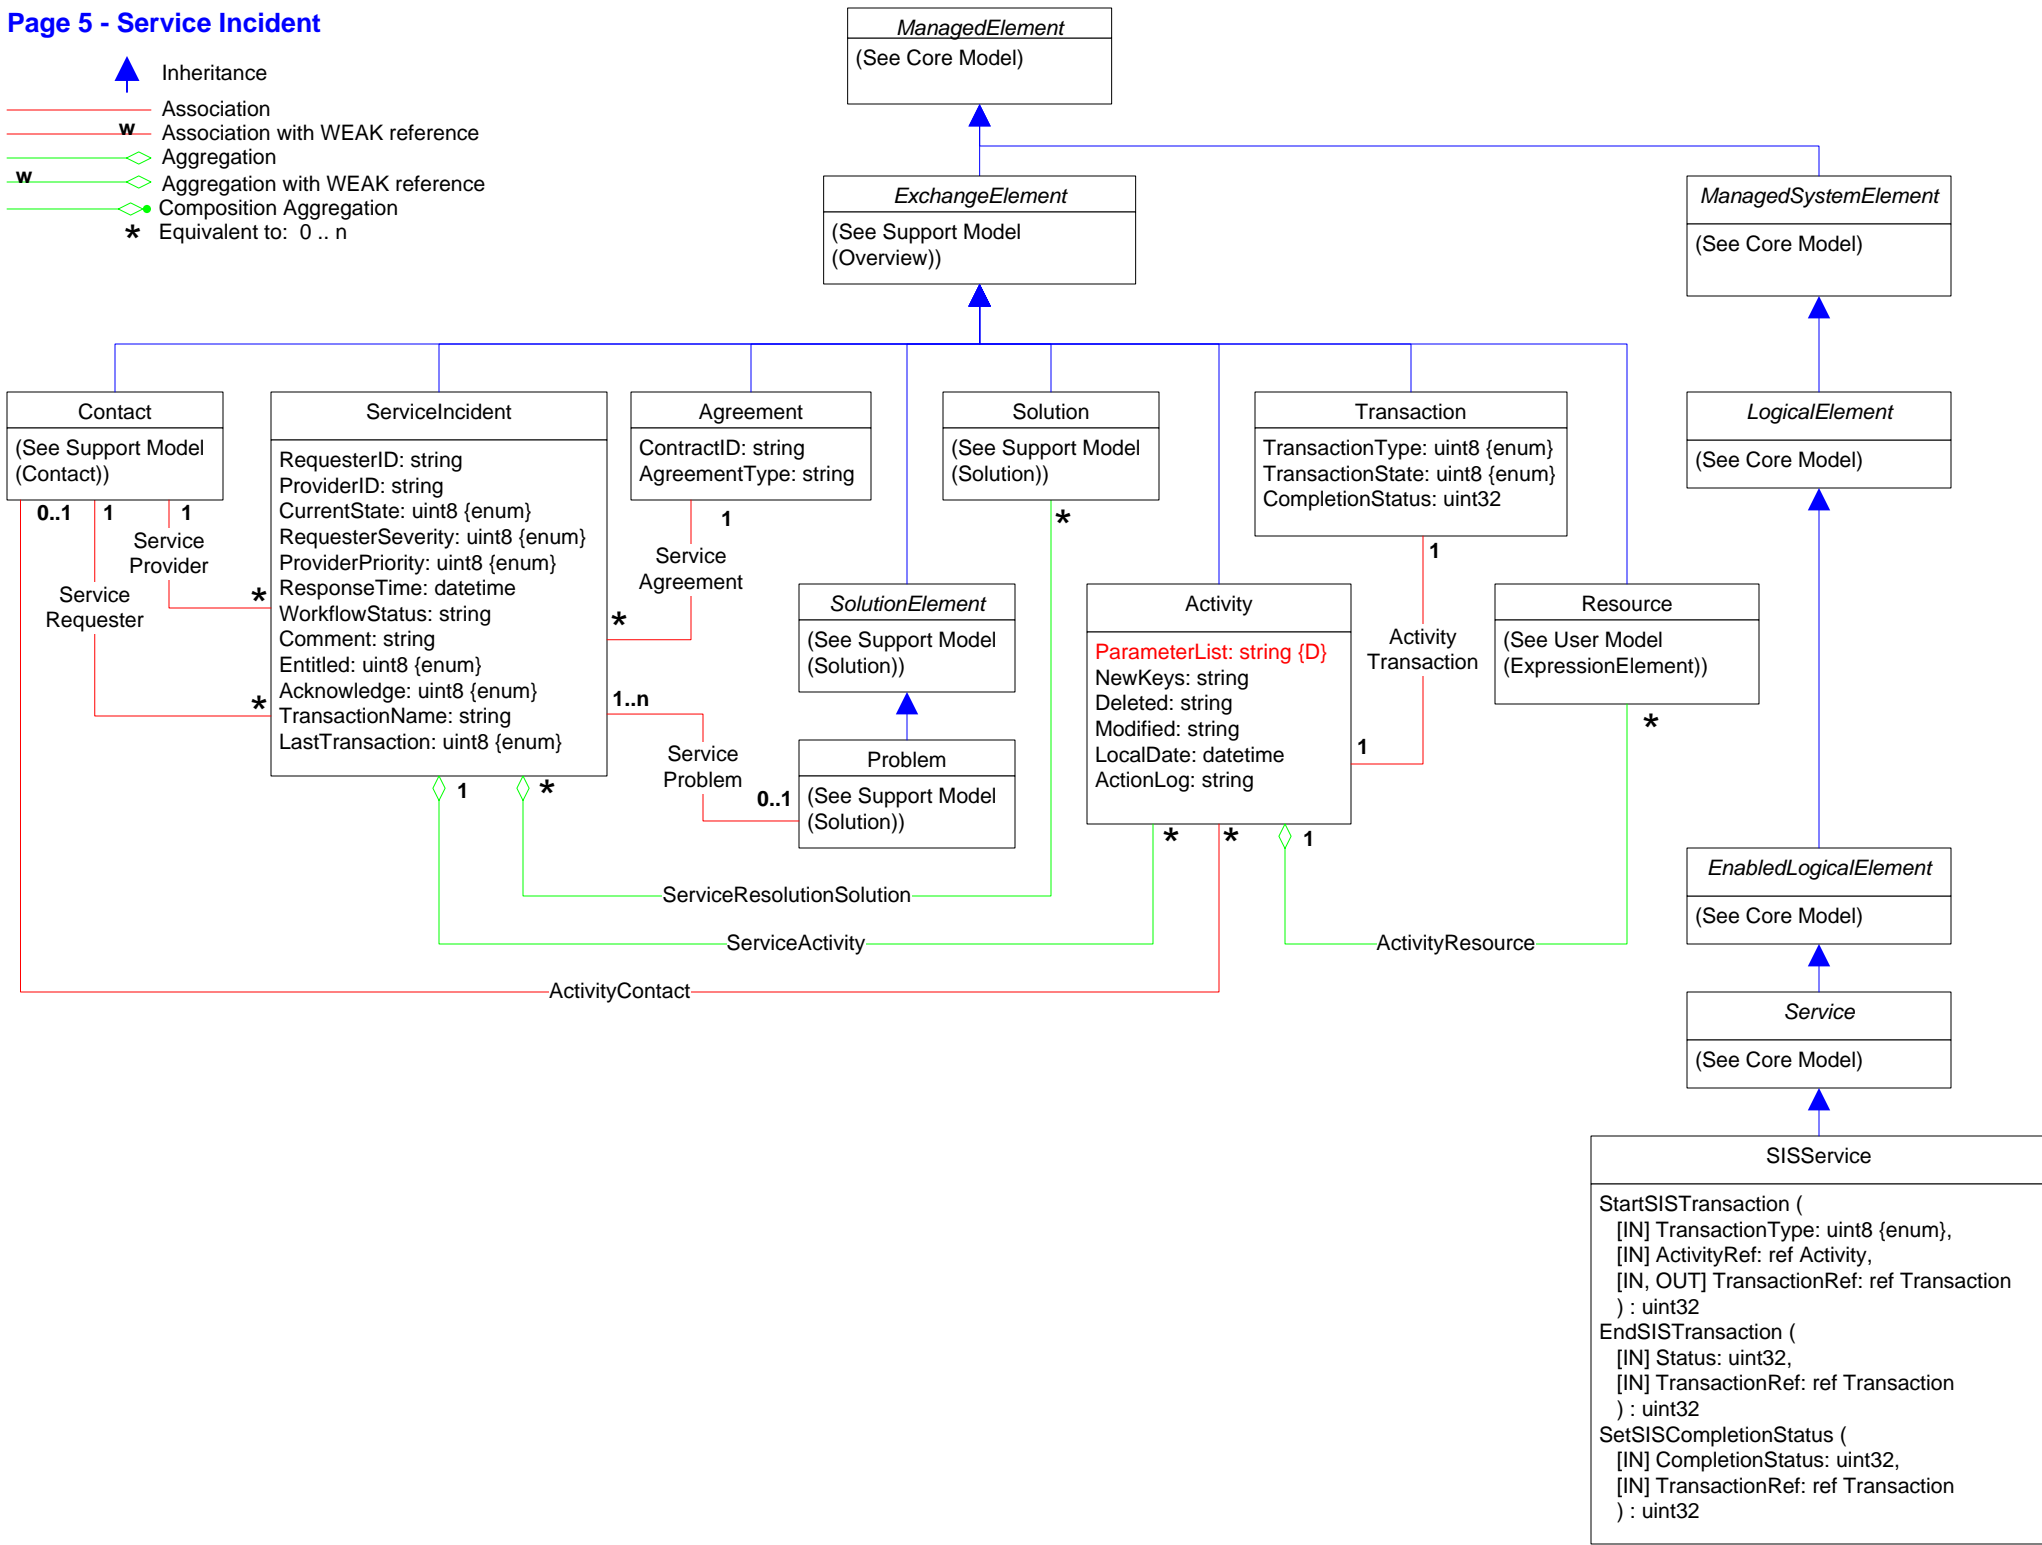 Page 5 - Service Incident
Inheritance
Association
w
Association with WEAK reference
Aggregation
w
Aggregation with WEAK reference
Composition Aggregation
* Equivalent to: 0 .. n
ManagedElement
(See Core Model)
ExchangeElement
(See Support Model
(Overview))
ManagedSystemElement
(See Core Model)
Contact
(See Support Model
(Contact))
ServiceIncident
RequesterID: string
ProviderID: string
CurrentState: uint8 {enum}
RequesterSeverity: uint8 {enum}
ProviderPriority: uint8 {enum}
ResponseTime: datetime
WorkflowStatus: string
Comment: string
Entitled: uint8 {enum}
Acknowledge: uint8 {enum}
TransactionName: string
LastTransaction: uint8 {enum}
Agreement
ContractID: string
AgreementType: string
Solution
(See Support Model
(Solution))
Transaction
TransactionType: uint8 {enum}
TransactionState: uint8 {enum}
CompletionStatus: uint32
LogicalElement
(See Core Model)
0..1
1
1
Service
Provider
*
Service
Requester
*
1
Service
Agreement
*
*
SolutionElement
(See Support Model
(Solution))
Activity
ParameterList: string {D}
NewKeys: string
Deleted: string
Modified: string
LocalDate: datetime
ActionLog: string
1
Activity
Transaction
1
Resource
(See User Model
(ExpressionElement))
*
1..n
Service
Problem
0..1
Problem
(See Support Model
(Solution))
1
*
*
*
1
ServiceResolutionSolution
ServiceActivity
ActivityResource
ActivityContact
EnabledLogicalElement
(See Core Model)
Service
(See Core Model)
SISService
StartSISTransaction (
[IN] TransactionType: uint8 {enum},
[IN] ActivityRef: ref Activity,
[IN, OUT] TransactionRef: ref Transaction
) : uint32
EndSISTransaction (
[IN] Status: uint32,
[IN] TransactionRef: ref Transaction
) : uint32
SetSISCompletionStatus (
[IN] CompletionStatus: uint32,
[IN] TransactionRef: ref Transaction
) : uint32